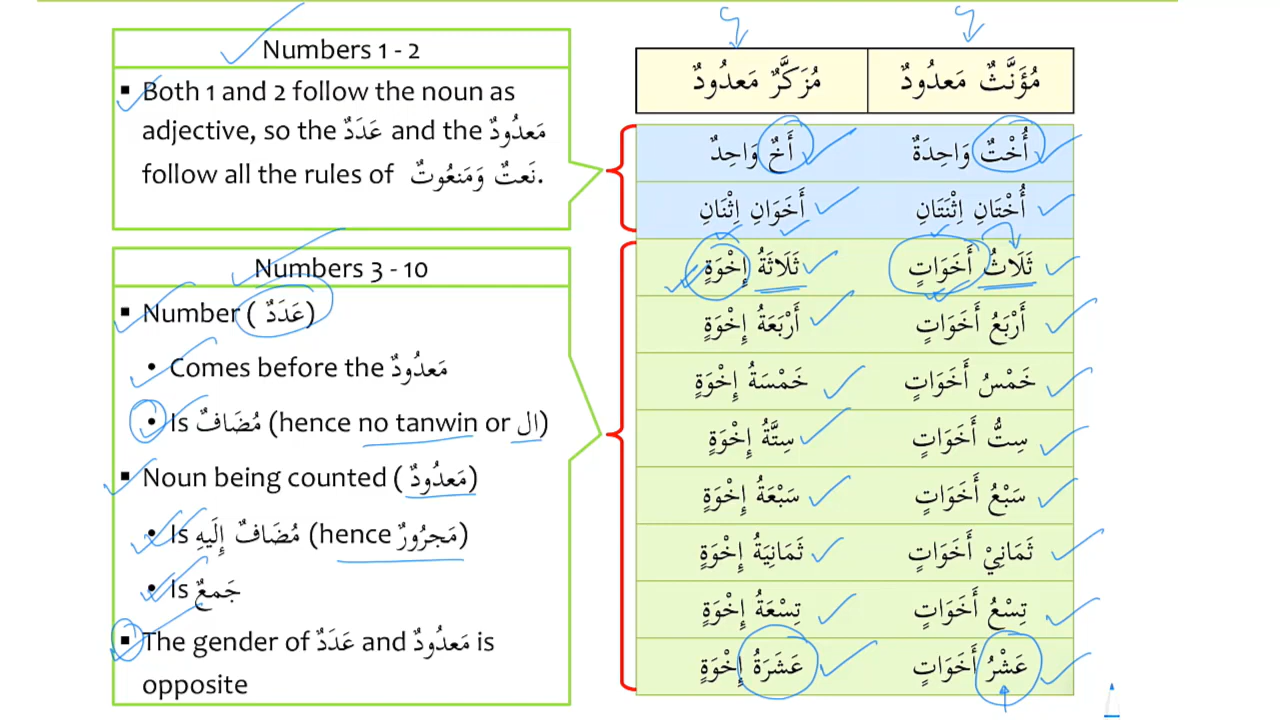 Numbers 1 - 2
▪ Both 1 and 2 follow the noun as
adjective, so the عَدَدٌ and the مَعدُودٌ
follow all the rules of نَعتٌ وَمَنعُوتٌ.
Numbers 3 - 10
▪ Number ( عَدَدٌ)
• Comes before the مَعدُودٌ
• Is مُضَافٌ (hence no tanwin or ال)
▪ Noun being counted ( مَعدُودٌ)
• Is مُضَافٌ إِلَيهِ (hence مَجرُورٌ)
• Is جَمعٌ
▪ The gender of عَدَدٌ and مَعدُودٌ is
opposite
مُؤَنَّثٌ مَعدُودٌ مُزَكَّرٌ مَعدُودٌ
أُخْتٌ وَاحِدَةٌ أَخٌ وَاحِدٌ
أُخْتَانِ اِثْنَتَانِ أَخَوَانِ اِثْنَانِ
ثَلَاثُ أَخَوَاتٍ ثَلَاثَةُ إِخْوَةٍ
أَرْبَعُ أَخَوَاتٍ أَرْبَعَةُ إِخْوَةٍ
خَمْسُ أَخَوَاتٍ خَمْسَةُ إِخْوَةٍ
سِتُّ أَخَوَاتٍ سِتَّةُ إِخْوَةٍ
سَبْعُ أَخَوَاتٍ سَبْعَةُ إِخْوَةٍ
ثَمَانِيْ أَخَوَاتٍ ثَمَانِيَةُ إِخْوَةٍ
تِسْعُ أَخَوَاتٍ تِسْعَةُ إِخْوَةٍ
عَشْرُ أَخَوَاتٍ عَشَرَةُ إِخْوَةٍ